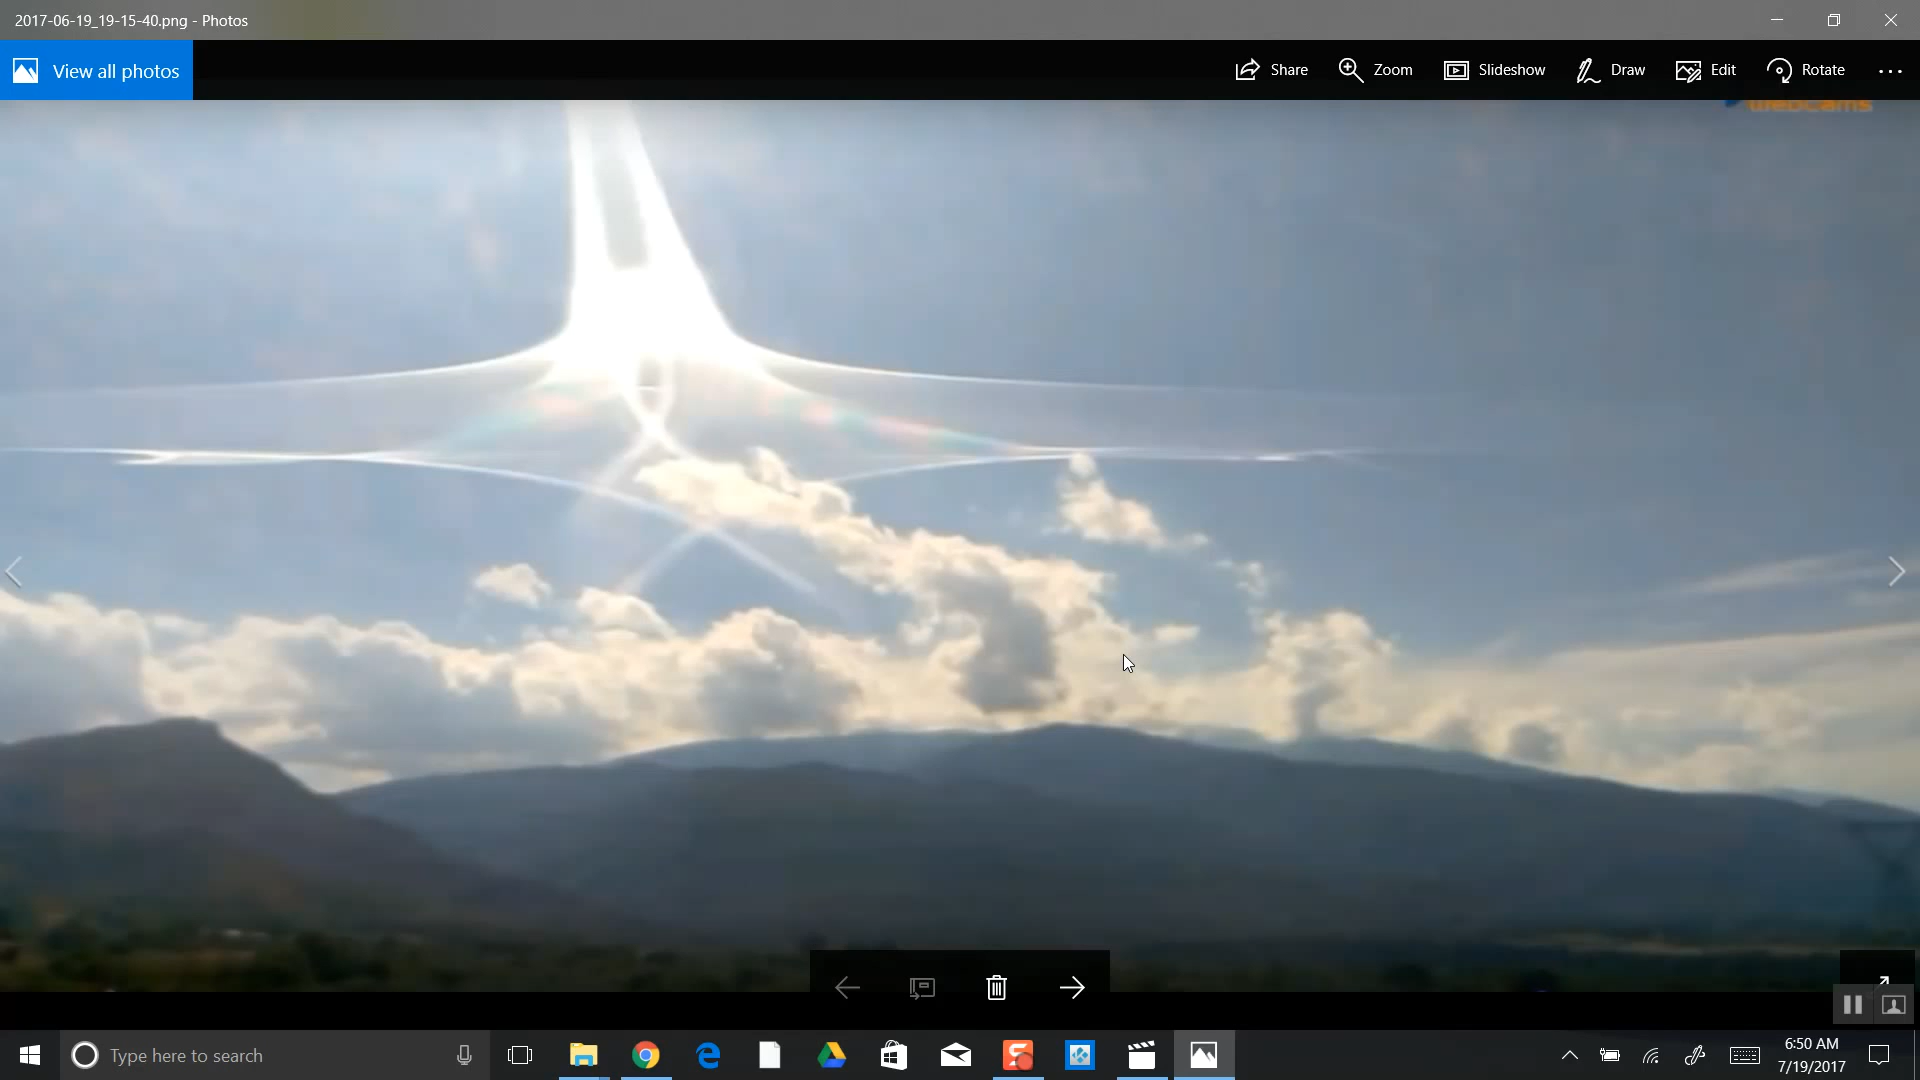 2017-06-19_19-15-40.png - Photos
View all photos
Share
Zoom
Slideshow
Draw
Edit
Rotate
webcams
Type here to search
6:50 AM
7/19/2017